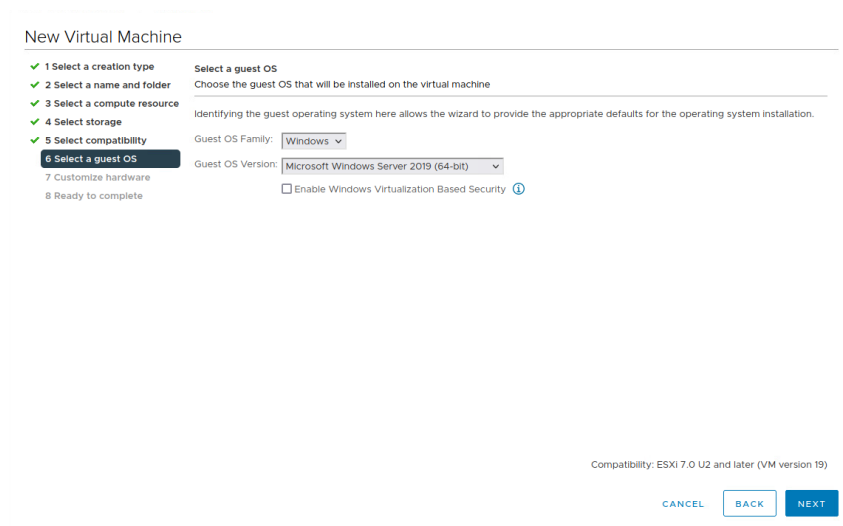 New Virtual Machine
1 Select a creation type
2 Select a name and folder
3 Select a compute resource
4 Select storage
5 Select compatibility
6 Select a guest OS
7 Customize hardware
8 Ready to complete
Select a guest OS
Choose the guest OS that will be installed on the virtual machine
Identifying the guest operating system here allows the wizard to provide the appropriate defaults for the operating system installation.
Guest OS Family: Windows
Guest OS Version: Microsoft Windows Server 2019 (64-bit)
Enable Windows Virtualization Based Security
Compatibility: ESXi 7.0 U2 and later (VM version 19)
CANCEL BACK NEXT